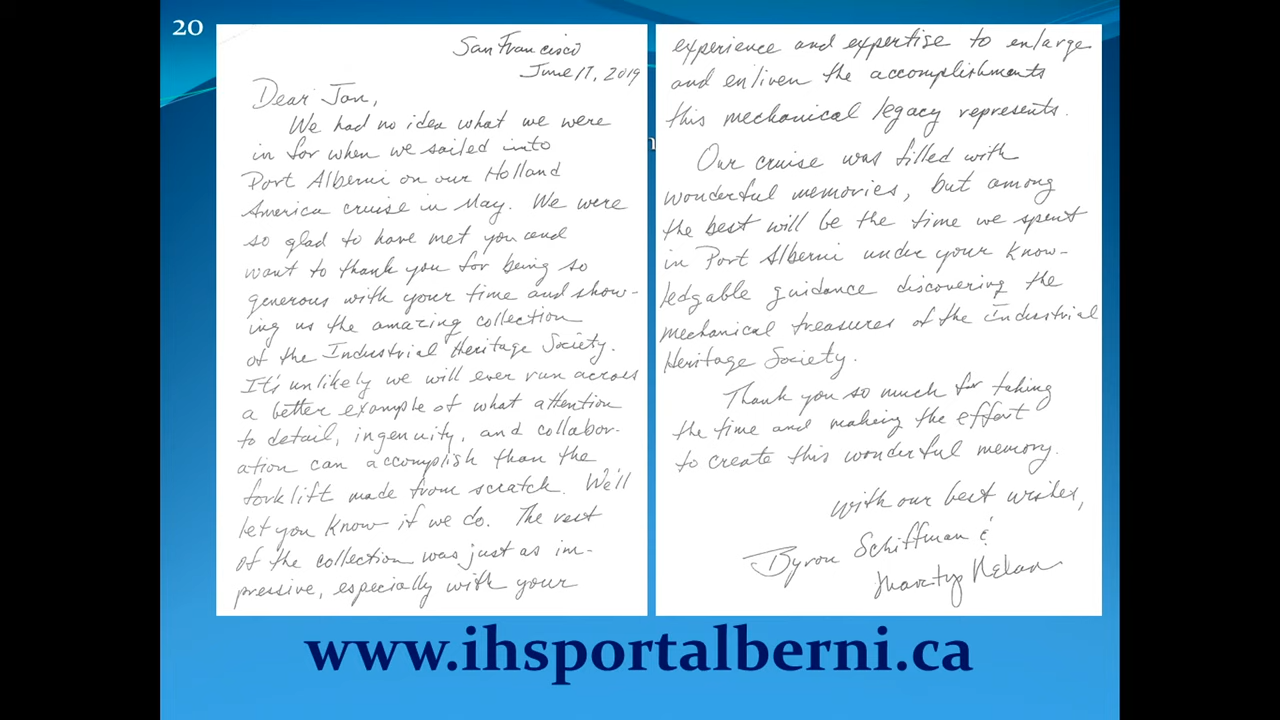 20
San Francisco
June 17, 2019
Dear Jan,
We had no idea what we were
in for when we sailed into
Port Alberni on our Holland
America cruise in May. We were
so glad to have met you and
want to thank you for being so
generous with your time and show-
ing us the amazing collection
of the Industrial Heritage Society.
It's unlikely we will ever run across
a better example of what attention
to detail, ingenuity, and collabor-
ation can accomplish than the
forklift made from scratch. We'll
let you know if we do. The rest
of the collection was just as im-
pressive, especially with your
experience and expertise to enlarge
and enliven the accomplishments
this mechanical legacy represents.
Our cruise was filled with
wonderful memories, but among
the best will be the time we spent
in Port Alberni under your know-
ledgable guidance discovering the
mechanical treasures of the Industrial
Heritage Society.
Thank you so much for taking
the time and making the effort
to create this wonderful memory.
with our best wishes,
Byron Schiffman &
www.ihsportalberni.ca